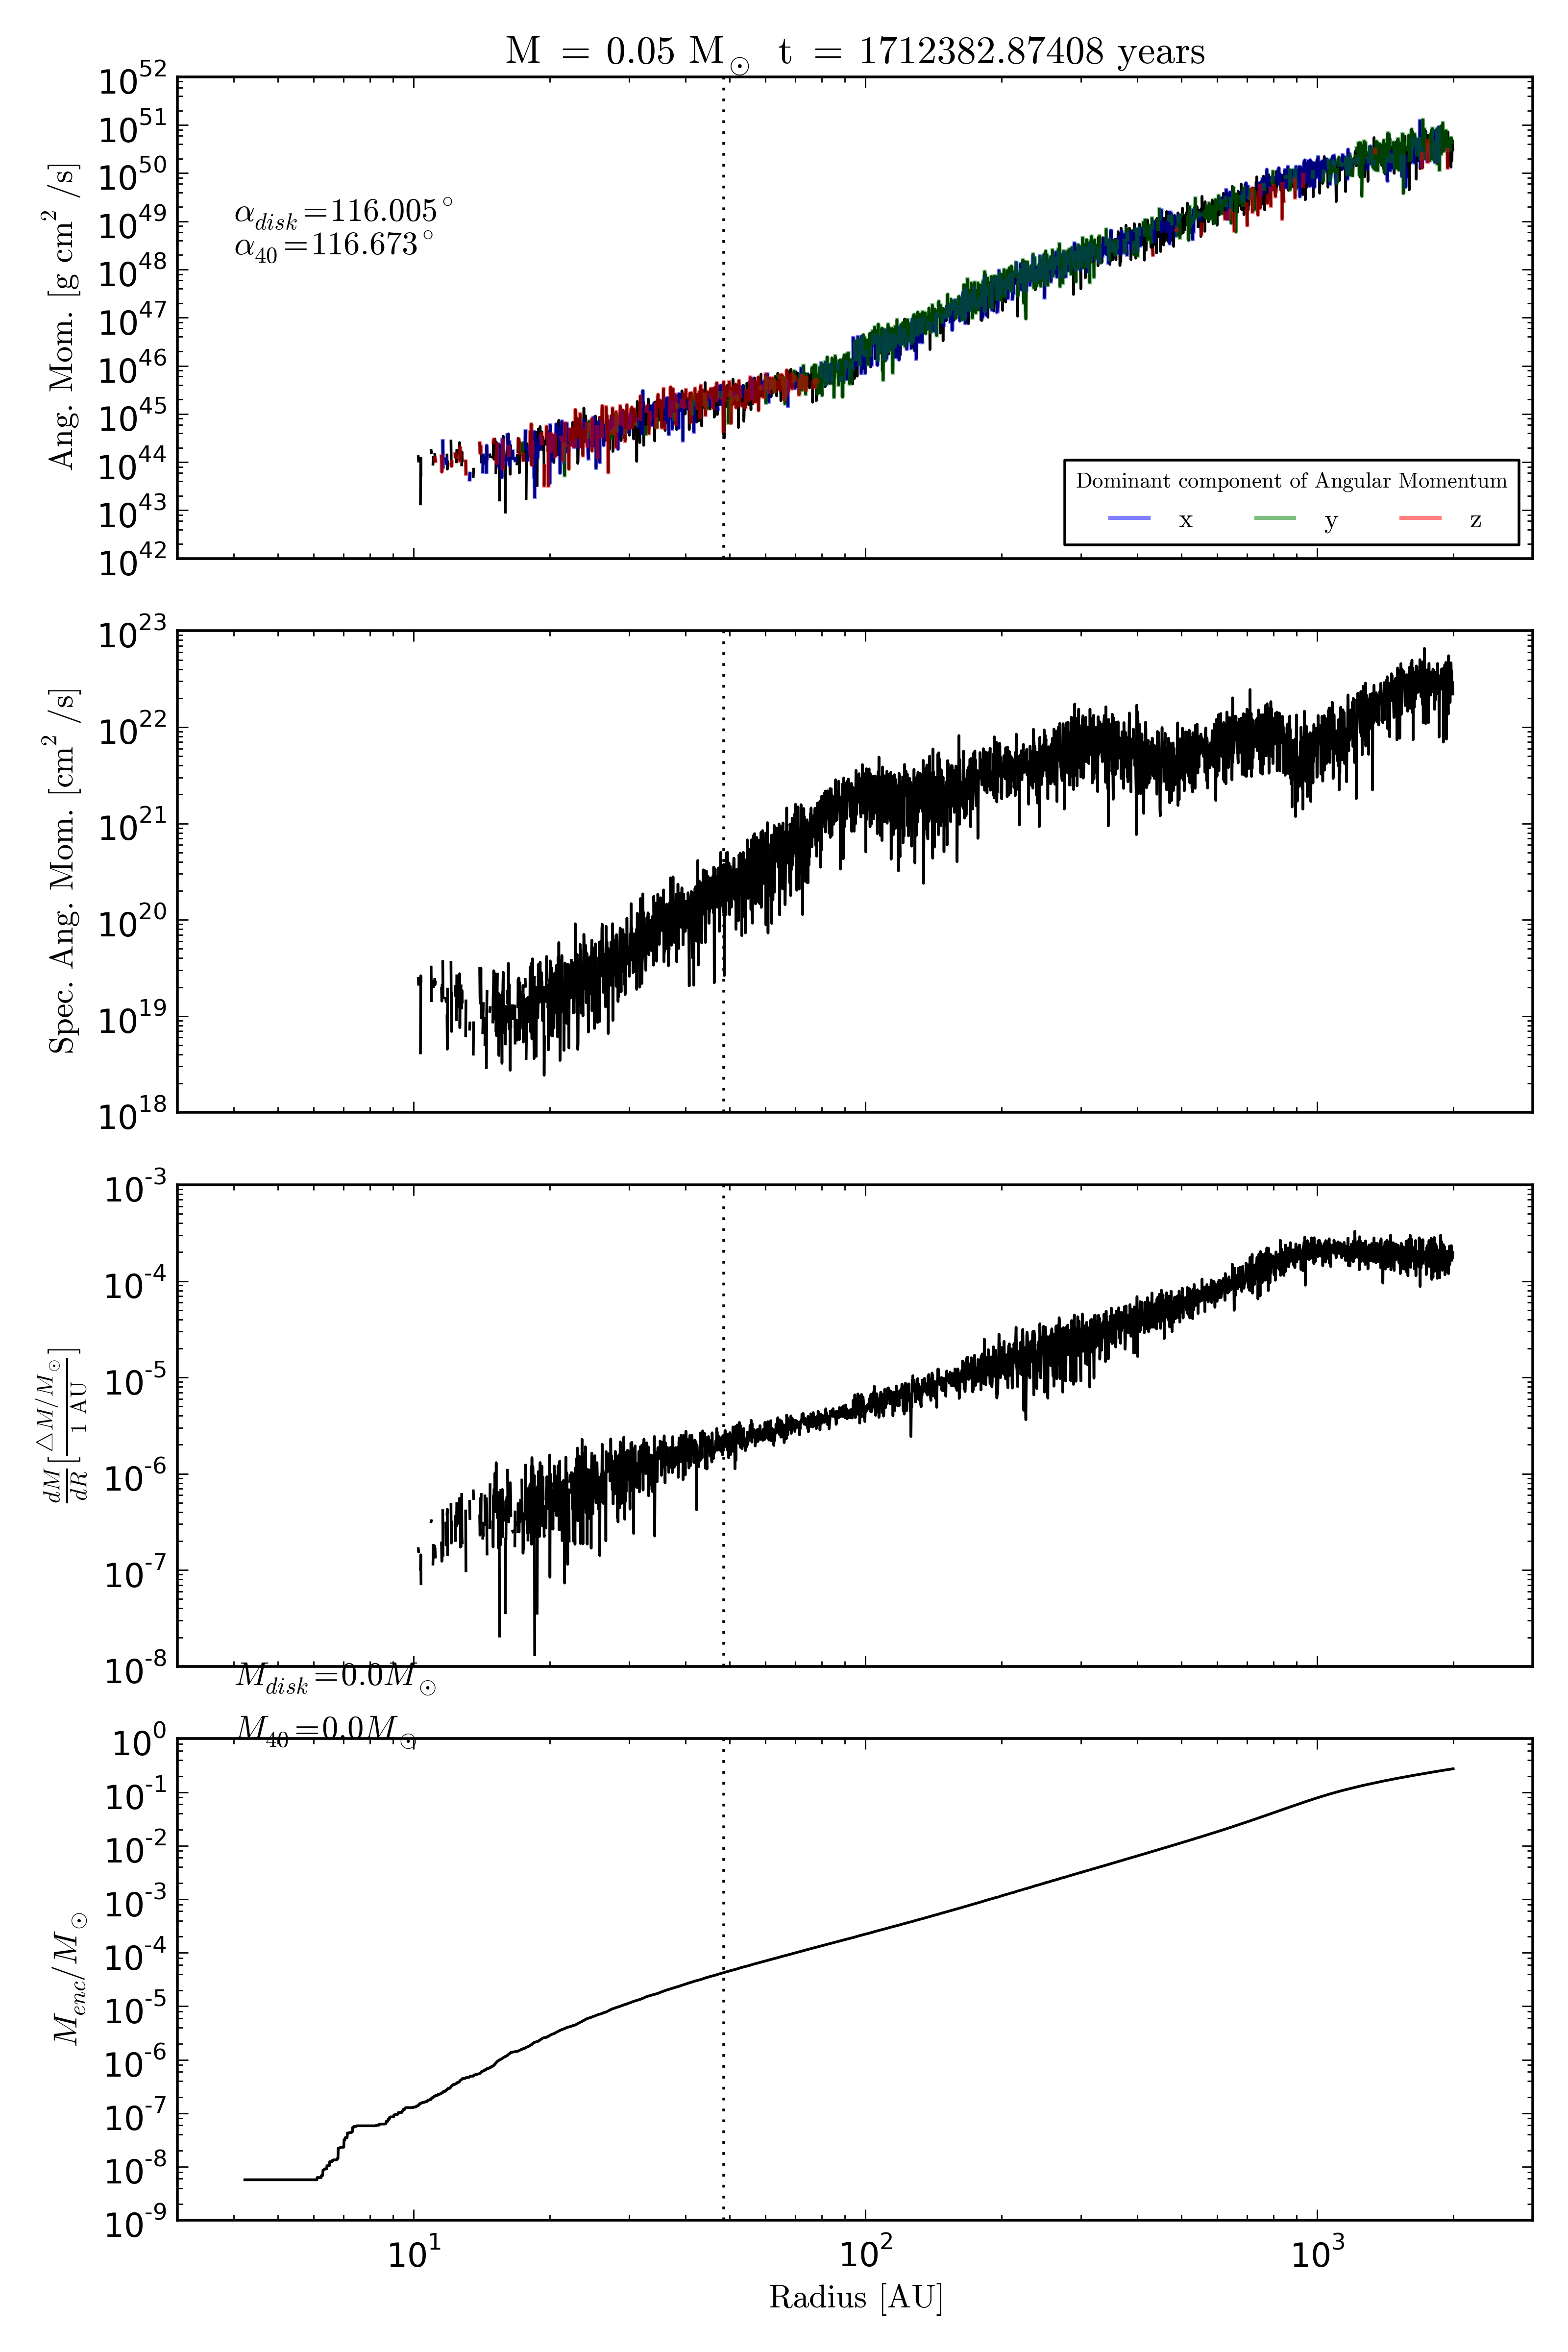 M = 0.05 M⊙ t = 1712382.87408 years
10^52
10^51
10^50
10^49
10^48
10^47
10^46
10^45
10^44
10^43
10^42
Ang. Mom. [g cm^2 /s]
α_disk=116.005°
α_40=116.673°
Dominant component of Angular Momentum
x y z
10^23
10^22
10^21
10^20
10^19
10^18
Spec. Ang. Mom. [cm^2 /s]
10^-3
10^-4
10^-5
10^-6
10^-7
10^-8
dM/dR [△M/M⊙ / 1 AU]
M_disk=0.0M⊙
M_40=0.0M⊙
10^0
10^-1
10^-2
10^-3
10^-4
10^-5
10^-6
10^-7
10^-8
10^-9
M_enc/M⊙
10^1 10^2 10^3
Radius [AU]